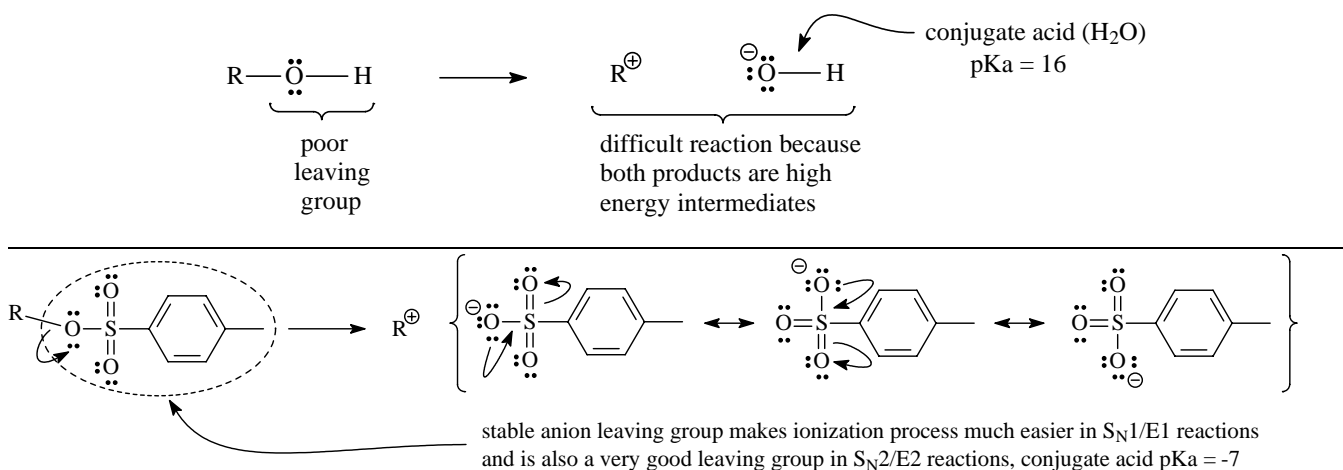 conjugate acid (H₂O)
pKa = 16
R—O—H
R⊕
⊖
O—H
poor
leaving
group
difficult reaction because
both products are high
energy intermediates
R
O
S
O
O
R⊕
⊖
O
S
O
O
⊖
O
O=S
O
O
O=S
O
⊖
stable anion leaving group makes ionization process much easier in S_N1/E1 reactions
and is also a very good leaving group in S_N2/E2 reactions, conjugate acid pKa = -7